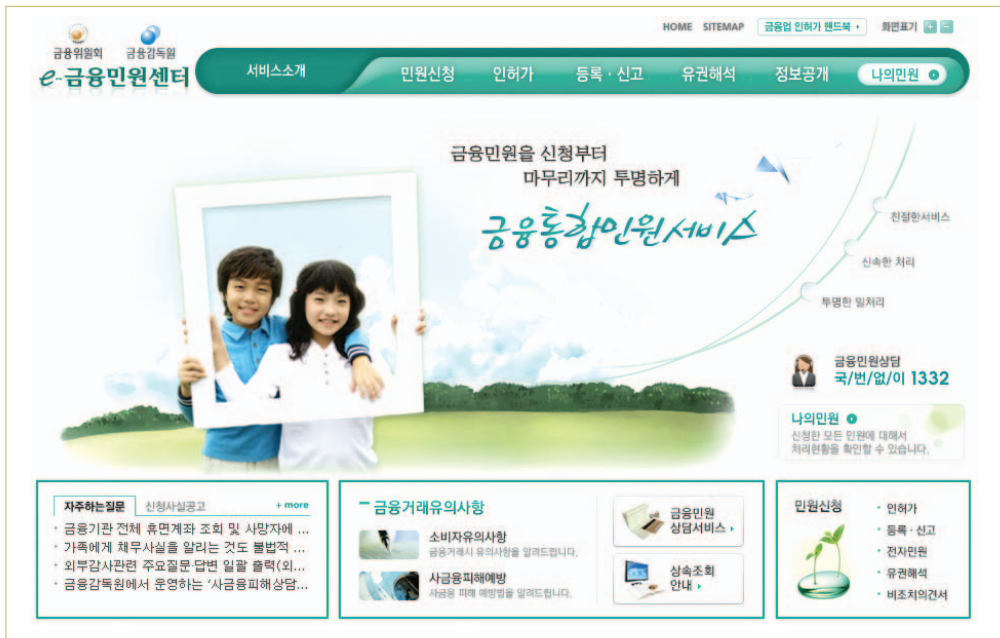 HOME SITEMAP 금융업 인허가 핸드북 화면표기 + -
금융위원회 금융감독원
e-금융민원센터
서비스소개 민원신청 인허가 등록·신고 유권해석 정보공개 나의민원
금융민원을 신청부터
마무리까지 투명하게
금융통합민원서비스
친절한서비스
신속한 처리
투명한 일처리
금융민원상담
국/번/없/이 1332
나의민원
신청한 모든 민원에 대해서
처리현황을 확인할 수 있습니다.
자주하는질문 신청사실공고 + more
금융기관 전체 휴면계좌 조회 및 사망자에 ...
가족에게 채무사실을 알리는 것도 불법적 ...
외부감사관련 주요질문·답변 일괄 출력(외...
금융감독원에서 운영하는 '사금융피해상담...
금융거래유의사항
소비자유의사항
금융거래시 유의사항을 알려드립니다.
사금융피해예방
사금융 피해 예방법을 알려드립니다.
금융민원
상담서비스
상속조회
안내
민원신청
인허가
등록·신고
전자민원
유권해석
비조치의견서